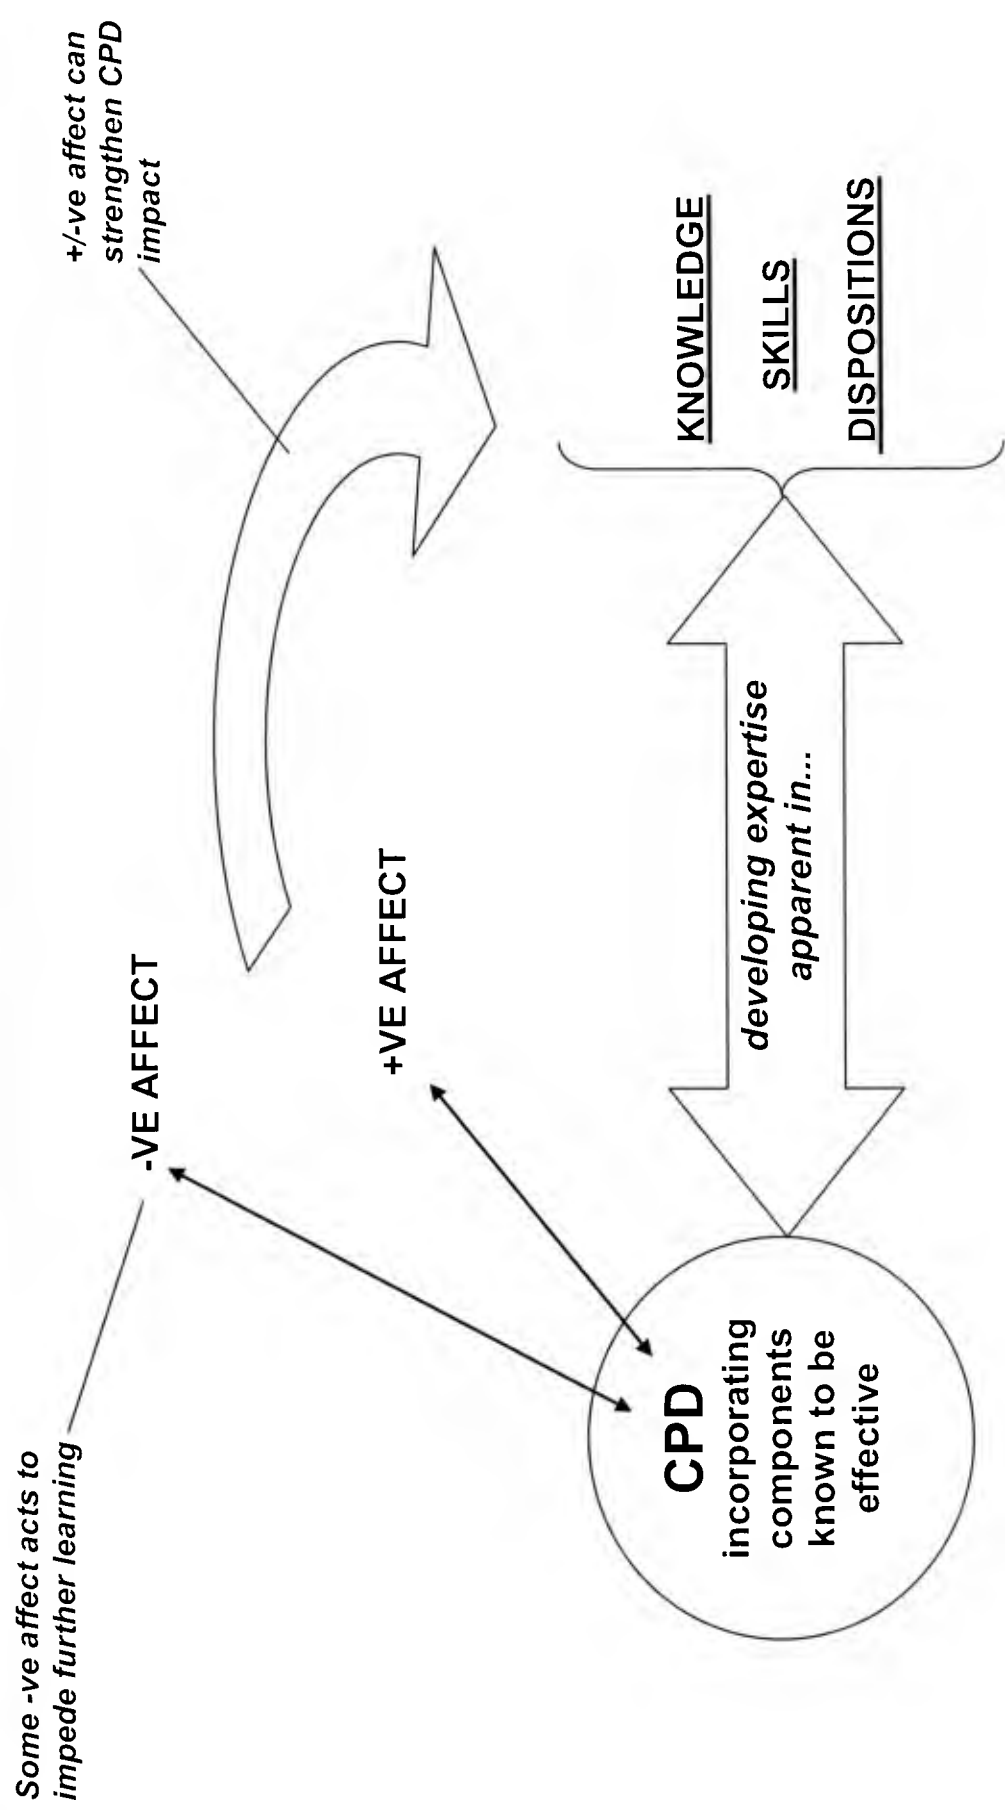 Some -ve affect acts to
impede further learning
-VE AFFECT
+/-ve affect can
strengthen CPD
impact
+VE AFFECT
CPD
incorporating
components
known to be
effective
developing expertise
apparent in...
KNOWLEDGE
SKILLS
DISPOSITIONS